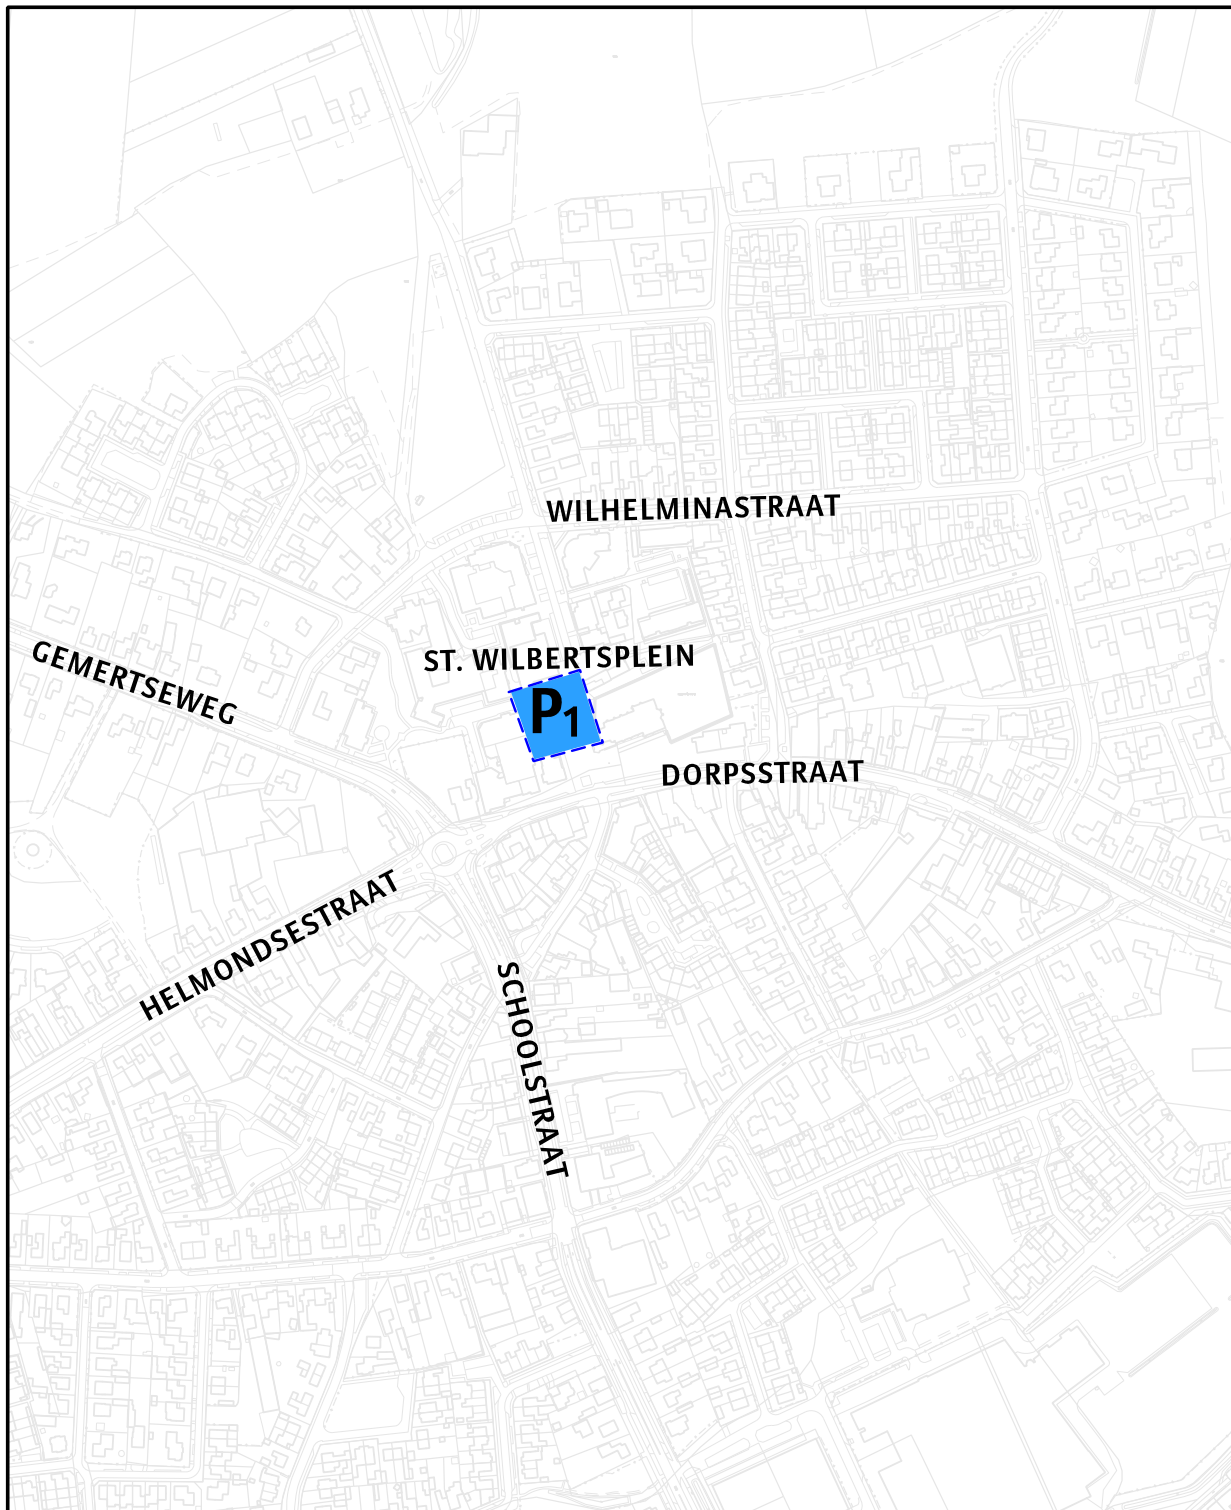 WILHELMINASTRAAT
ST. WILBERTSPLEIN
GEMERTSEWEG
P1
DORPSSTRAAT
HELMONDSESTRAAT
SCHOOLSTRAAT